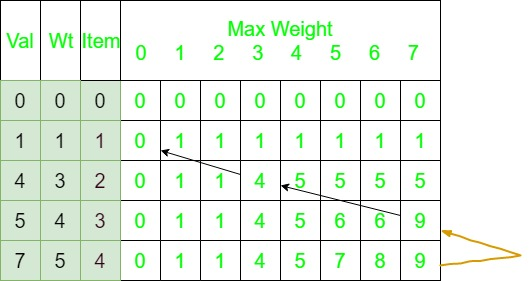 Max Weight
Val Wt Item 0 1 2 3 4 5 6 7
0 0 0 0 0 0 0 0 0 0 0
1 1 1 0 1 1 1 1 1 1 1
4 3 2 0 1 1 4 5 5 5 5
5 4 3 0 1 1 4 5 6 6 9
7 5 4 0 1 1 4 5 7 8 9